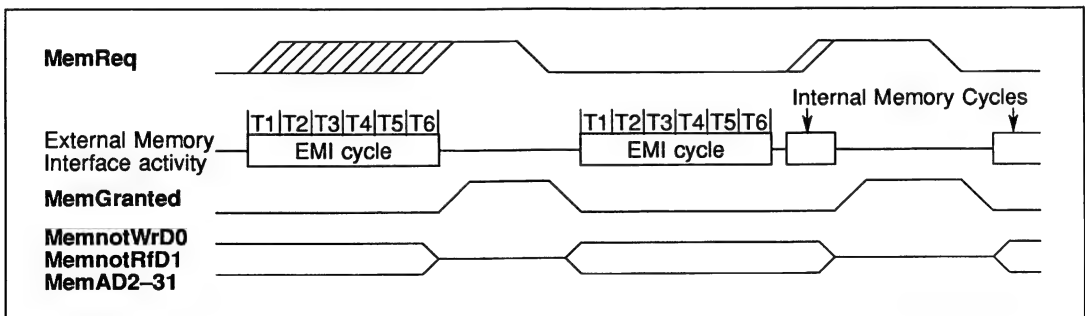 MemReq
Internal Memory Cycles
T1 T2 T3 T4 T5 T6
T1 T2 T3 T4 T5 T6
External Memory
Interface activity
EMI cycle
EMI cycle
MemGranted
MemnotWrD0
MemnotRfD1
MemAD2–31